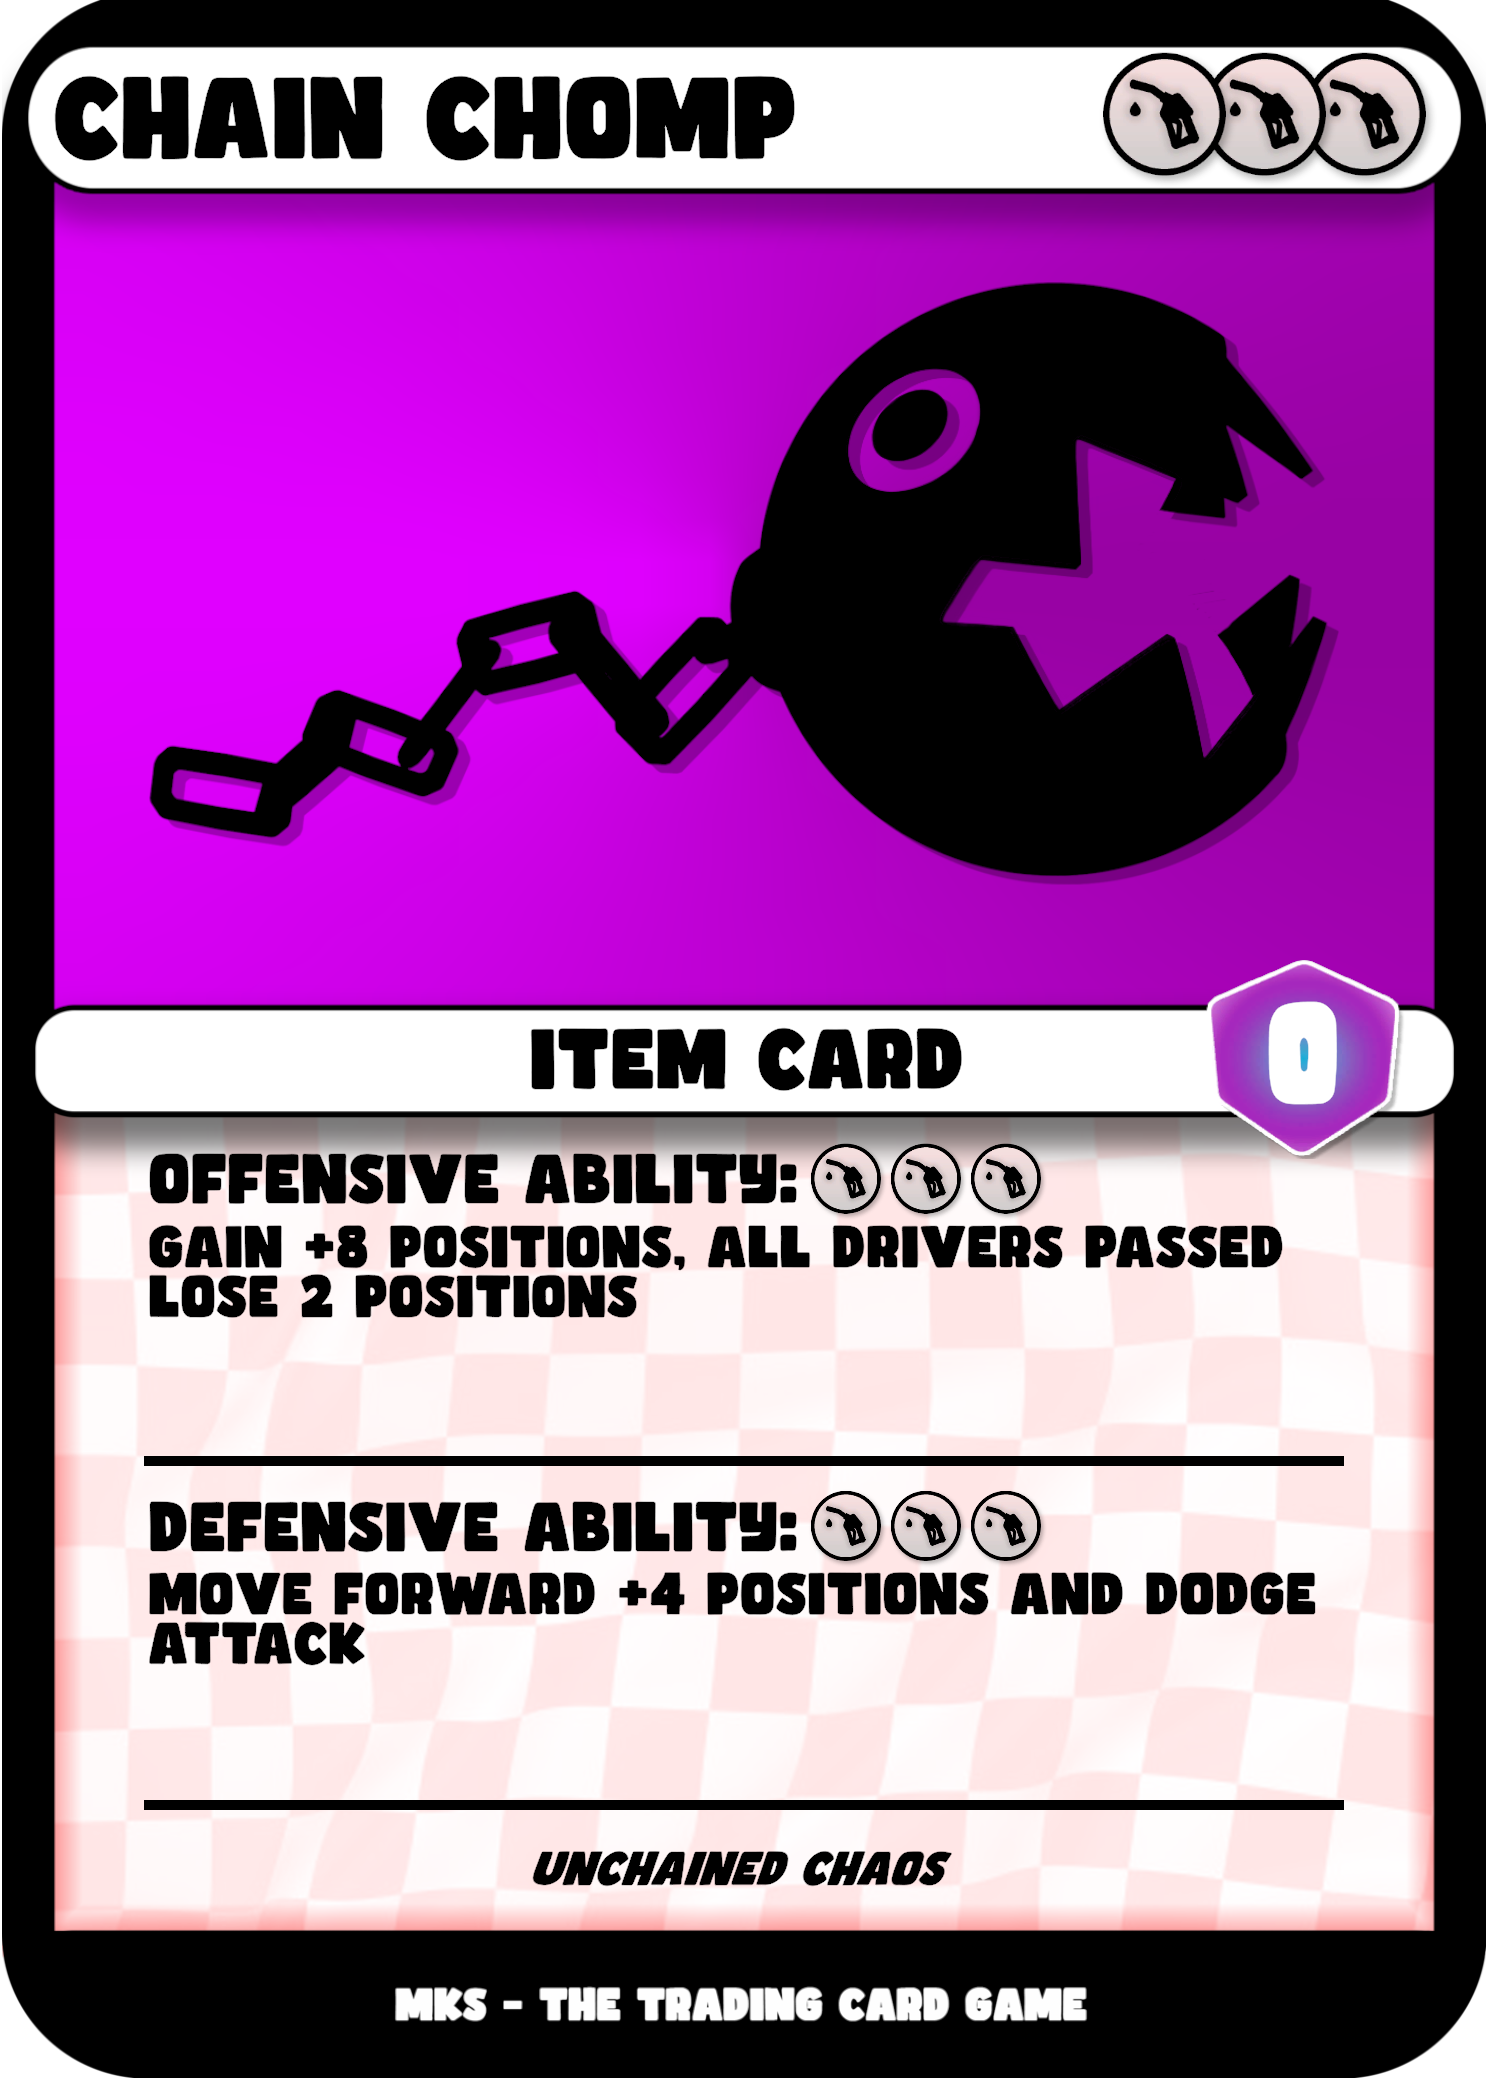 CHAIN CHOMP
ITEM CARD
0
OFFENSIVE ABILITY:
GAIN +8 POSITIONS, ALL DRIVERS PASSED
LOSE 2 POSITIONS
DEFENSIVE ABILITY:
MOVE FORWARD +4 POSITIONS AND DODGE
ATTACK
UNCHAINED CHAOS
MKS - THE TRADING CARD GAME